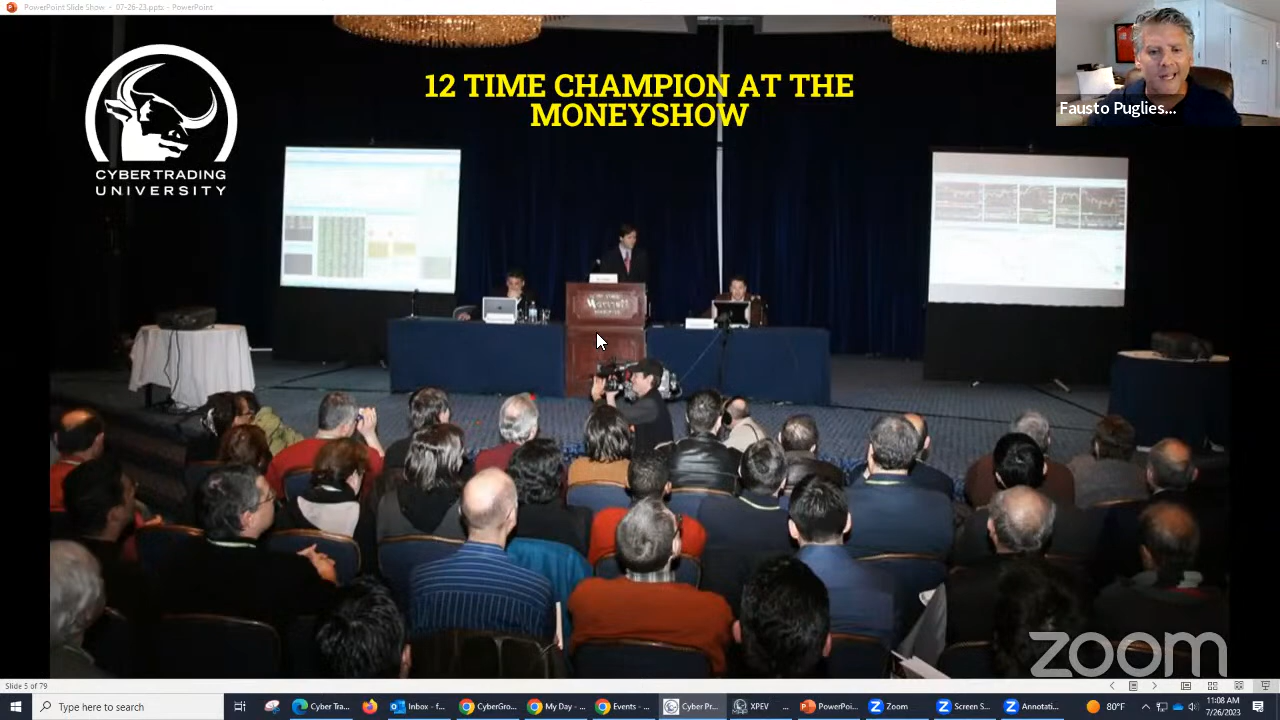 PowerPoint Slide Show - 07-26-23.pptx - PowerPoint
12 TIME CHAMPION AT THE
MONEYSHOW
CYBERTRADING
UNIVERSITY
Fausto Puglies...
Marriott
zoom
Slide 5 of 79
Type here to search
Cyber Tra...
Inbox - f...
CyberGro...
My Day - ...
Events - ...
Cyber Pr...
XPEV ...
PowerPoi...
Zoom
Screen S...
Annotati...
80°F
11:08 AM
7/26/2023